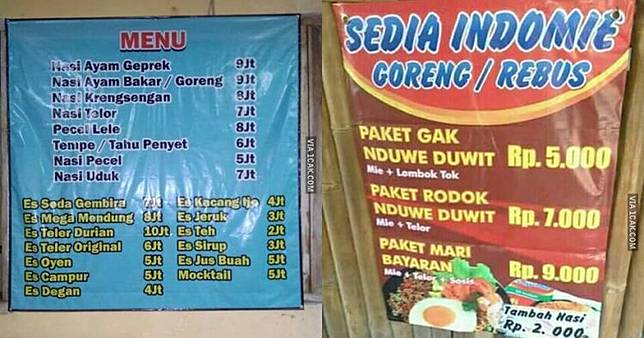 MENU
Nasi Ayam Geprek 9Jt
Nasi Ayam Bakar / Goreng 9Jt
Nasi Krengsengan 8Jt
Nasi Telor 7Jt
Pecel Lele 8Jt
Tempe / Tahu Penyet 6Jt
Nasi Pecel 5Jt
Nasi Uduk 7Jt
Es Soda Gembira 7Jt
Es Mega Mendung 8Jt
Es Teler Durian 10Jt
Es Teler Original 6Jt
Es Oyen 5Jt
Es Campur 5Jt
Es Degan 4Jt
Es Kacang Ijo 4Jt
Es Jeruk 3Jt
Es Teh 2Jt
Es Sirup 3Jt
Es Jus Buah 5Jt
Mocktail 5Jt
VIA 1CAK.COM
SEDIA INDOMIE
GORENG / REBUS
PAKET GAK
NDUWE DUWIT Rp. 5.000
Mie + Lombok Tok
PAKET RODOK
NDUWE DUWIT Rp. 7.000
Mie + Telor
PAKET MARI
BAYARAN Rp. 9.000
Mie + Telor + Sosis
Tambah Nasi
Rp. 2.000
VIA 1CAK.COM